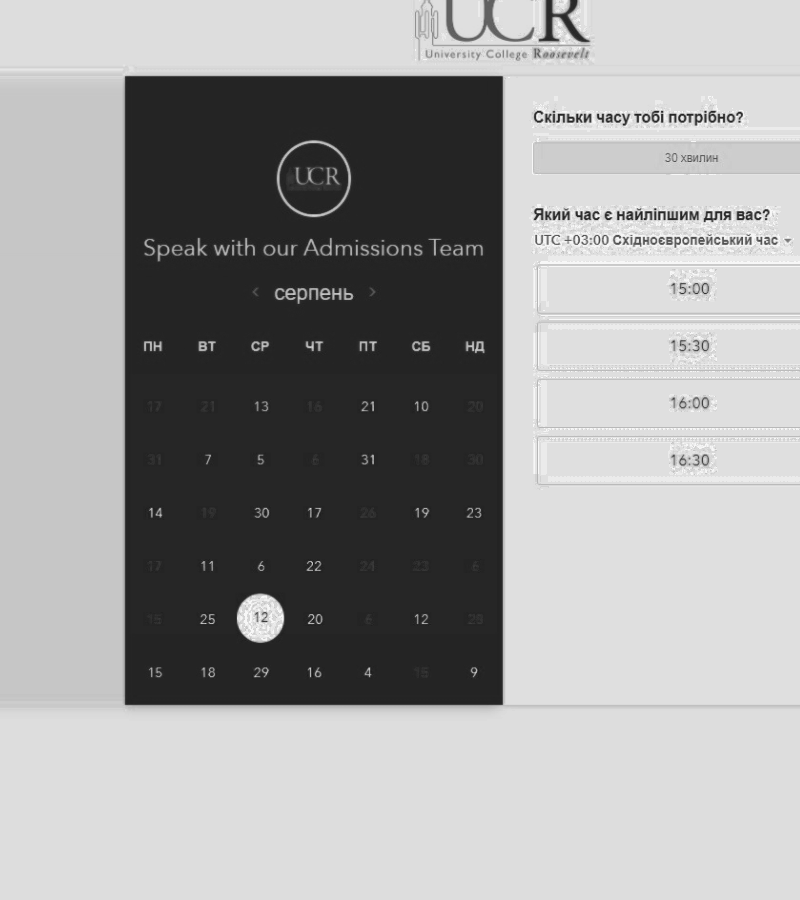 UCR
University College Roosevelt
UCR
Speak with our Admissions Team
‹ серпень ›
ПН ВТ СР ЧТ ПТ СБ НД
17 21 13 16 21 10 20
31 7 5 6 31 18 30
14 19 30 17 26 19 23
17 11 6 22 24 23 6
15 25 12 20 6 12 28
15 18 29 16 4 15 9
Скільки часу тобі потрібно?
30 хвилин
Який час є найліпшим для вас?
UTC +03:00 Східноєвропейський час
15:00
15:30
16:00
16:30